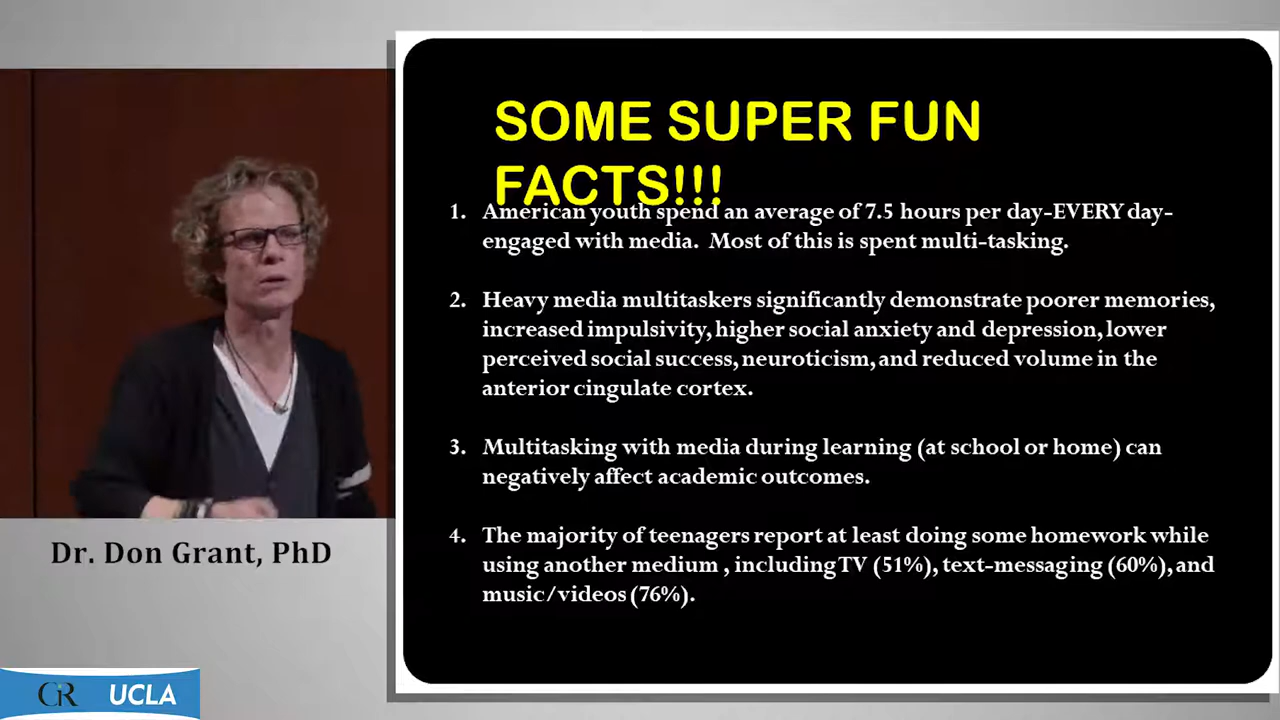 SOME SUPER FUN
FACTS!!!
1. American youth spend an average of 7.5 hours per day-EVERY day-
engaged with media. Most of this is spent multi-tasking.
2. Heavy media multitaskers significantly demonstrate poorer memories,
increased impulsivity, higher social anxiety and depression, lower
perceived social success, neuroticism, and reduced volume in the
anterior cingulate cortex.
3. Multitasking with media during learning (at school or home) can
negatively affect academic outcomes.
4. The majority of teenagers report at least doing some homework while
using another medium , including TV (51%), text-messaging (60%), and
music/videos (76%).
Dr. Don Grant, PhD
GR UCLA